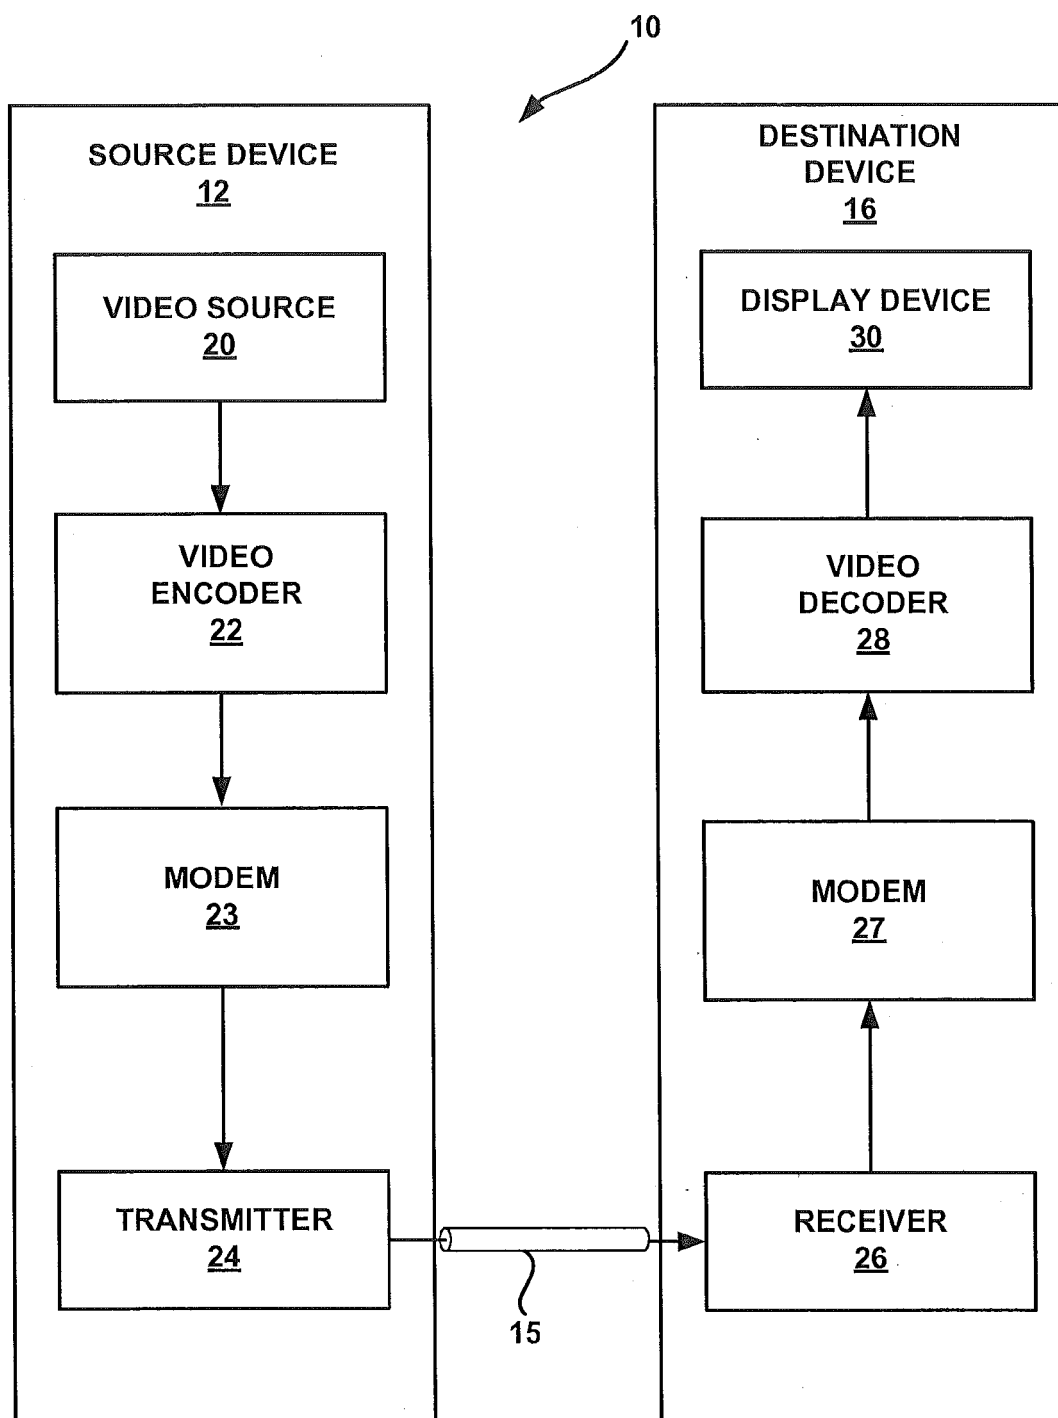 10
SOURCE DEVICE
12
VIDEO SOURCE
20
VIDEO
ENCODER
22
MODEM
23
TRANSMITTER
24
15
DESTINATION
DEVICE
16
DISPLAY DEVICE
30
VIDEO
DECODER
28
MODEM
27
RECEIVER
26